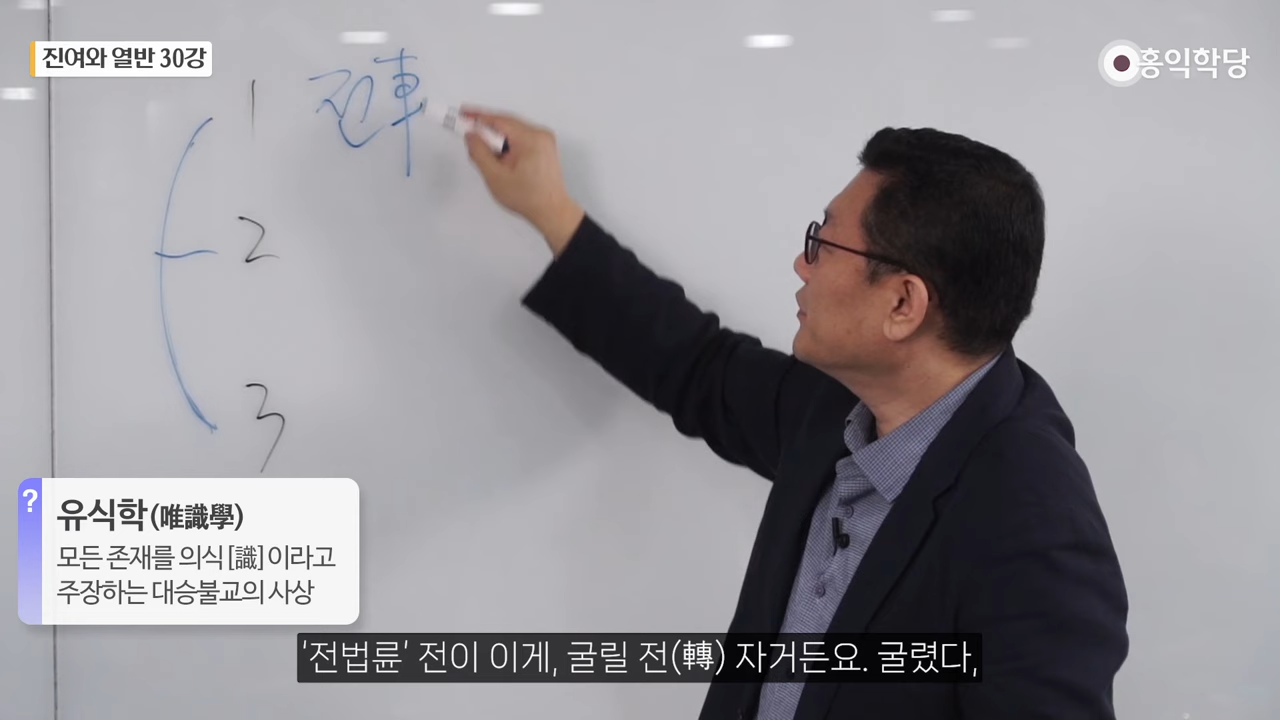 진여와 열반 30강
홍익학당
1
전車
2
3
?
유식학(唯識學)
모든 존재를 의식[識]이라고
주장하는 대승불교의 사상
'전법륜' 전이 이게, 굴릴 전(轉) 자거든요. 굴렸다,